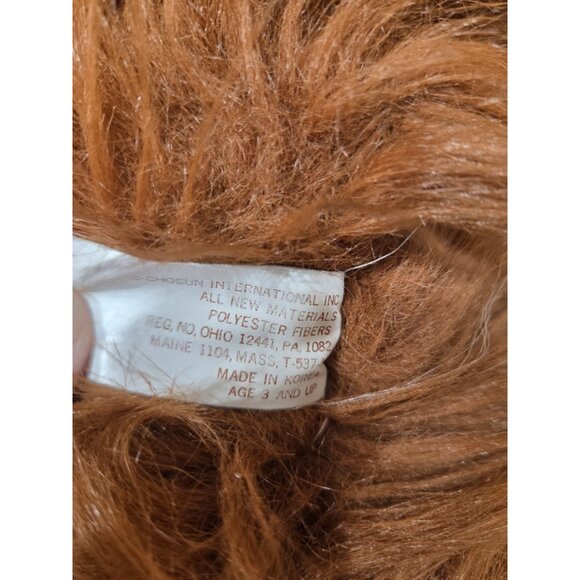 CHOSUN INTERNATIONAL INC
ALL NEW MATERIALS
POLYESTER FIBERS
REG. NO. OHIO 12441, PA. 1082
MAINE 1104, MASS. T-537-
MADE IN KOREA
AGE 3 AND UP